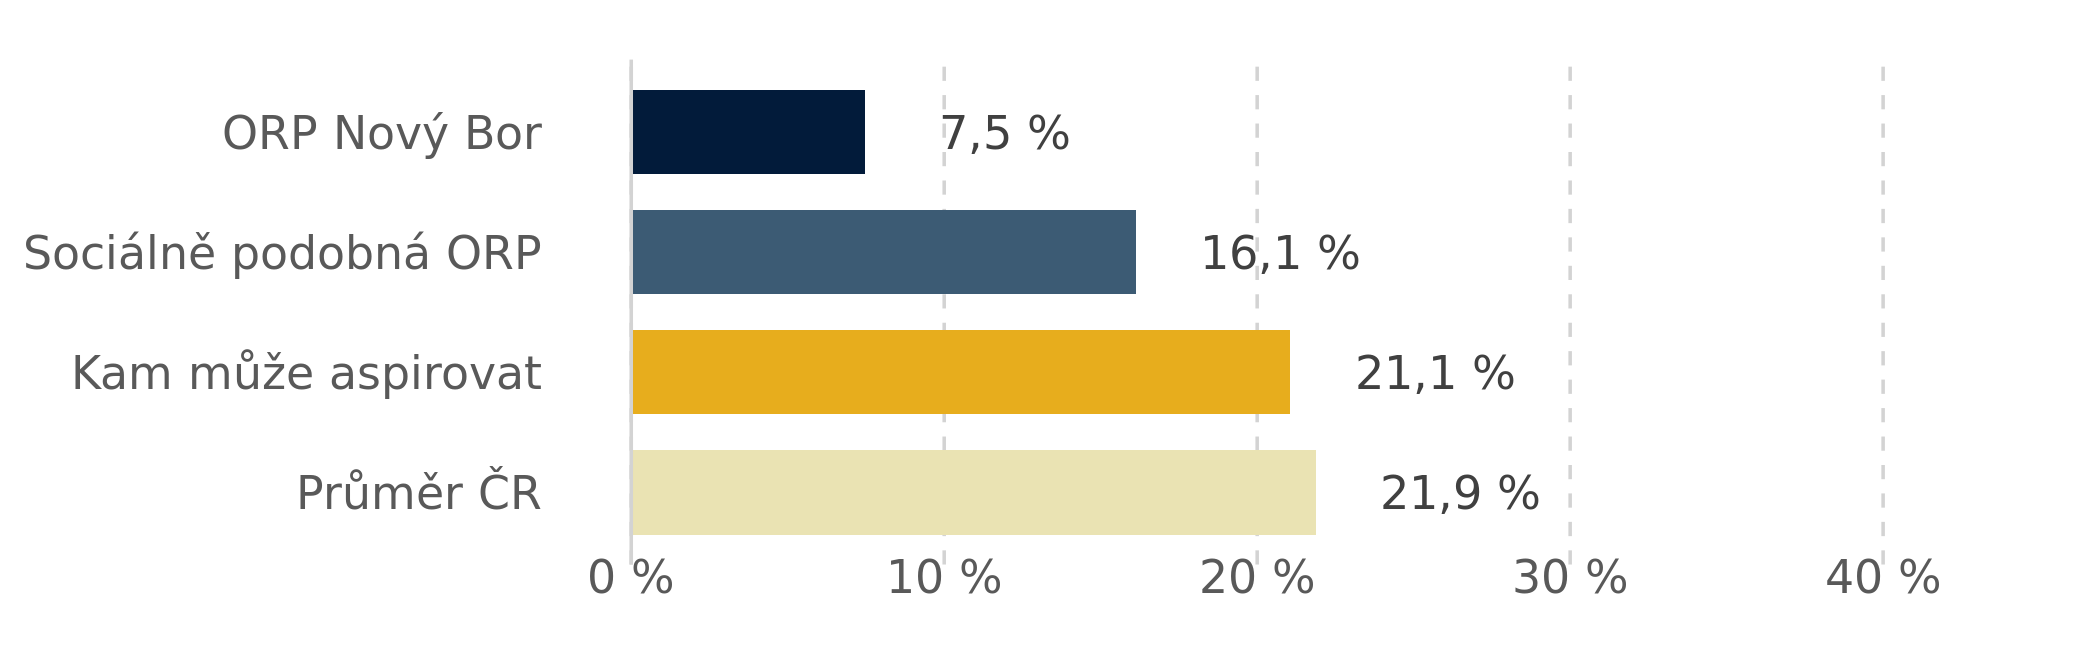 ORP Nový Bor 7,5 %
Sociálně podobná ORP 16,1 %
Kam může aspirovat 21,1 %
Průměr ČR 21,9 %
0 % 10 % 20 % 30 % 40 %